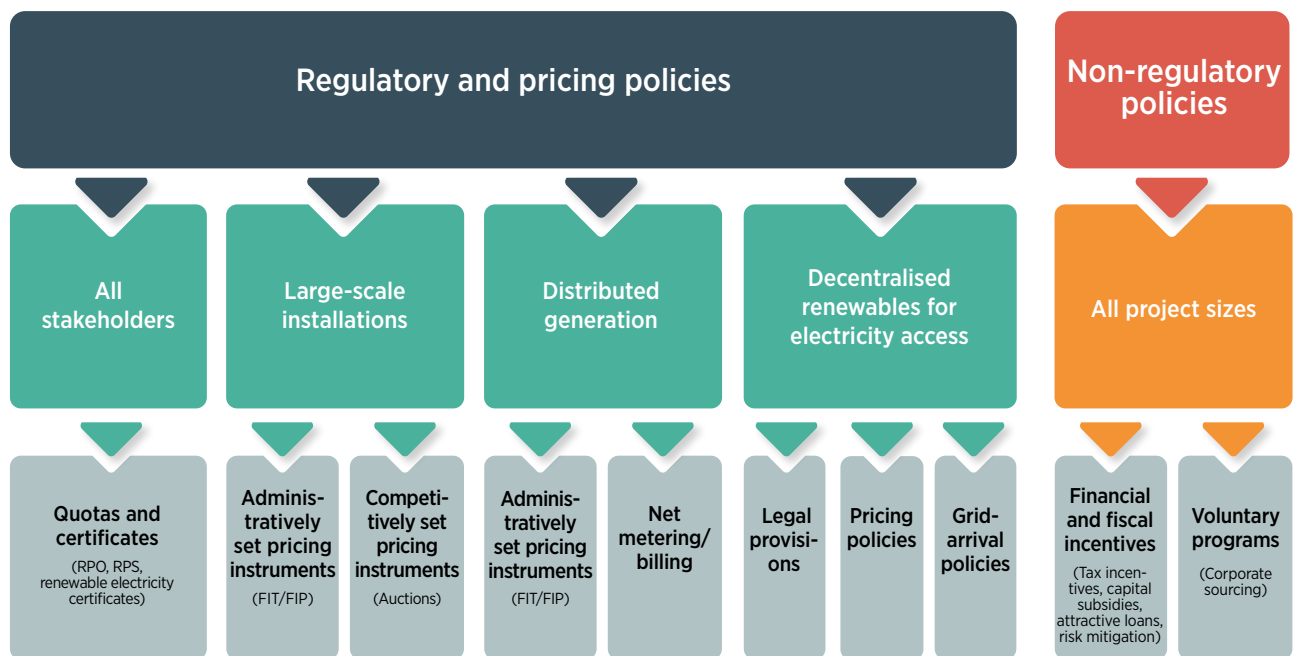 Regulatory and pricing policies
Non-regulatory
policies
All
stakeholders
Large-scale
installations
Distributed
generation
Decentralised
renewables for
electricity access
All project sizes
Quotas and
certificates
(RPO, RPS,
renewable electricity
certificates)
Adminis-
tratively
set pricing
instruments
(FIT/FIP)
Competi-
tively set
pricing
instruments
(Auctions)
Adminis-
tratively
set pricing
instruments
(FIT/FIP)
Net
metering/
billing
Legal
provisi-
ons
Pricing
policies
Grid-
arrival
policies
Financial
and fiscal
incentives
(Tax incen-
tives, capital
subsidies,
attractive loans,
risk mitigation)
Voluntary
programs
(Corporate
sourcing)